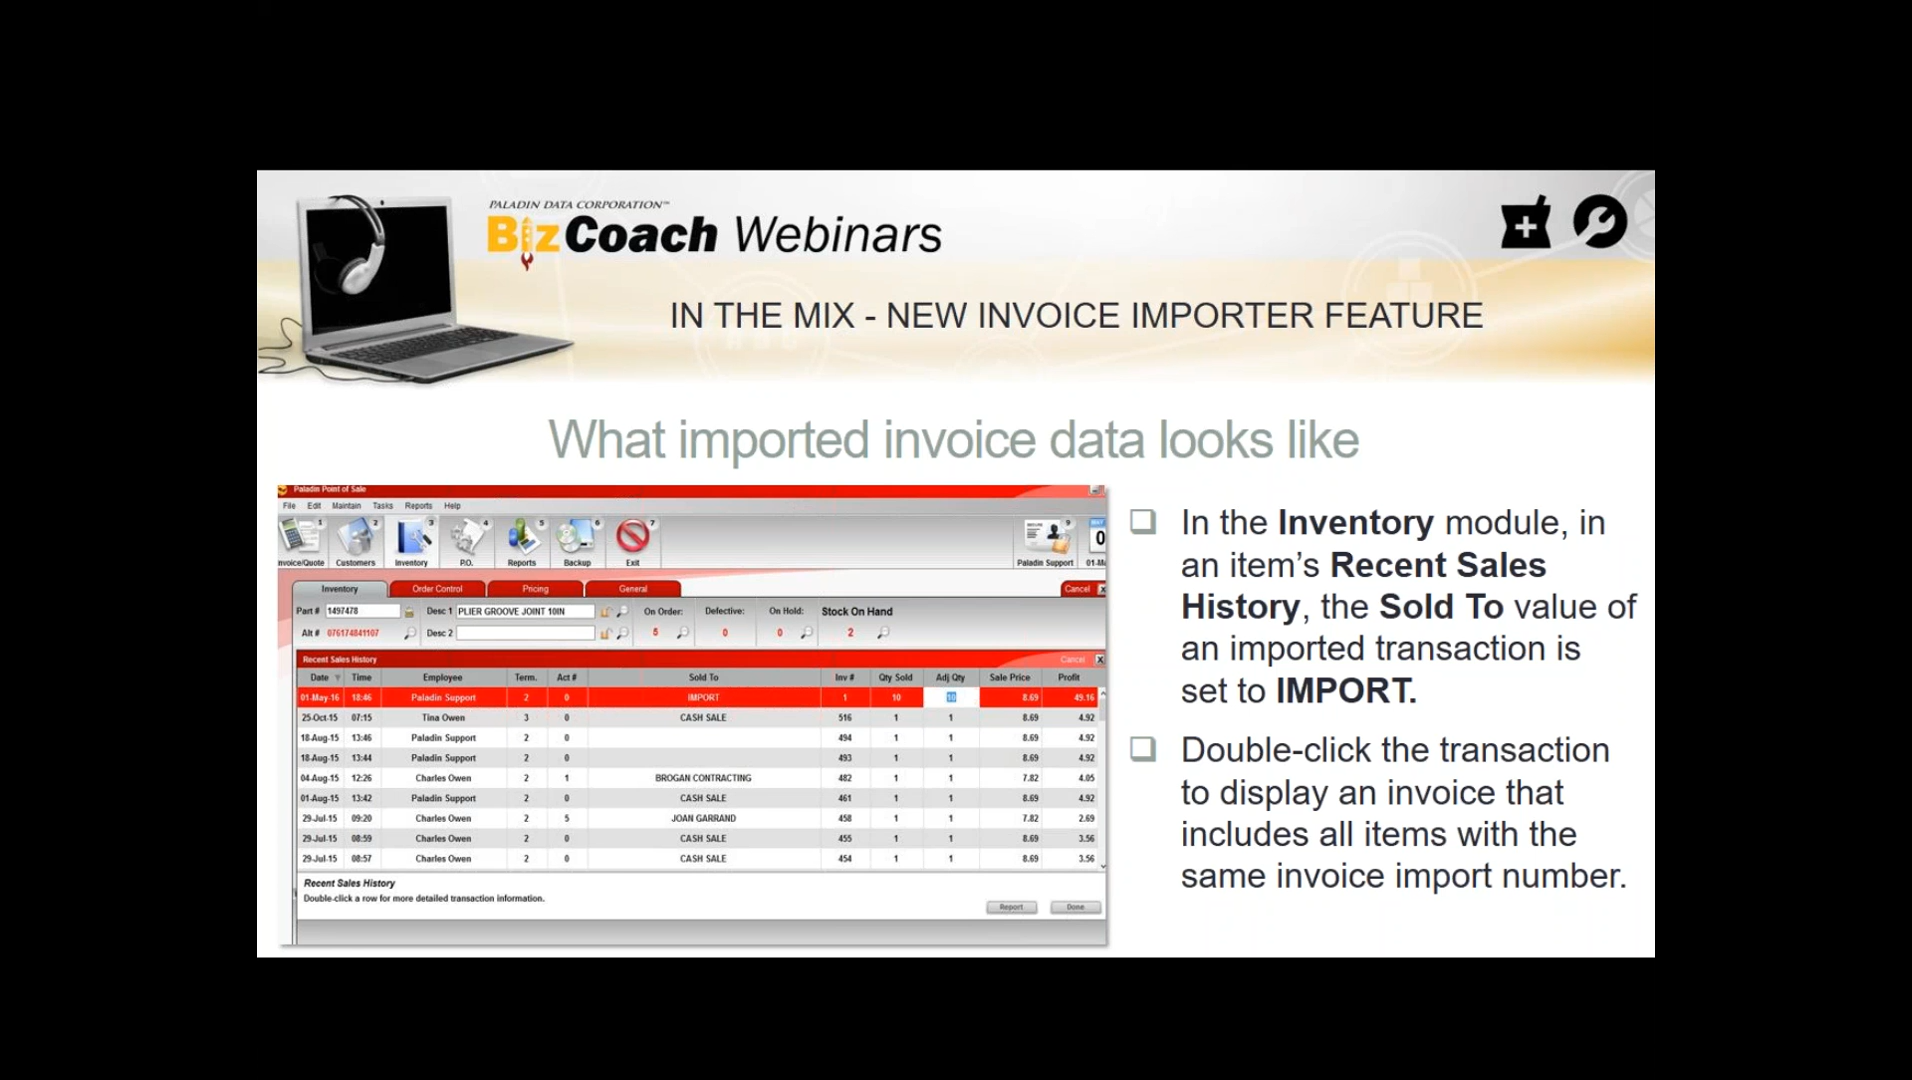 PALADIN DATA CORPORATION™
BizCoach Webinars
IN THE MIX - NEW INVOICE IMPORTER FEATURE
What imported invoice data looks like
Paladin Point of Sale
File Edit Maintain Tasks Reports Help
1 2 3 4 5 6 7 9
nvoice/Quote Customers Inventory P.O. Reports Backup Exit Paladin Support 01-Ma
Inventory Order Control Pricing General Cancel X
Part # 1497478 Desc 1 PLIER GROOVE JOINT 10IN On Order: Defective: On Hold: Stock On Hand
Alt # 076174841107 Desc 2 5 0 0 2
Recent Sales History Cancel X
Date Time Employee Term. Act # Sold To Inv # Qty Sold Adj Qty Sale Price Profit
01-May-16 18:46 Paladin Support 2 0 IMPORT 1 10 10 8.69 49.16
25-Oct-15 07:15 Tina Owen 3 0 CASH SALE 516 1 1 8.69 4.92
18-Aug-15 13:46 Paladin Support 2 0 494 1 1 8.69 4.92
18-Aug-15 13:44 Paladin Support 2 0 493 1 1 8.69 4.92
04-Aug-15 12:26 Charles Owen 2 1 BROGAN CONTRACTING 482 1 1 7.82 4.05
01-Aug-15 13:42 Paladin Support 2 0 CASH SALE 461 1 1 8.69 4.92
29-Jul-15 09:20 Charles Owen 2 5 JOAN GARRAND 458 1 1 7.82 2.69
29-Jul-15 08:59 Charles Owen 2 0 CASH SALE 455 1 1 8.69 3.56
29-Jul-15 08:57 Charles Owen 2 0 CASH SALE 454 1 1 8.69 3.56
Recent Sales History
Double-click a row for more detailed transaction information.
Report Done
In the Inventory module, in
an item's Recent Sales
History, the Sold To value of
an imported transaction is
set to IMPORT.
Double-click the transaction
to display an invoice that
includes all items with the
same invoice import number.